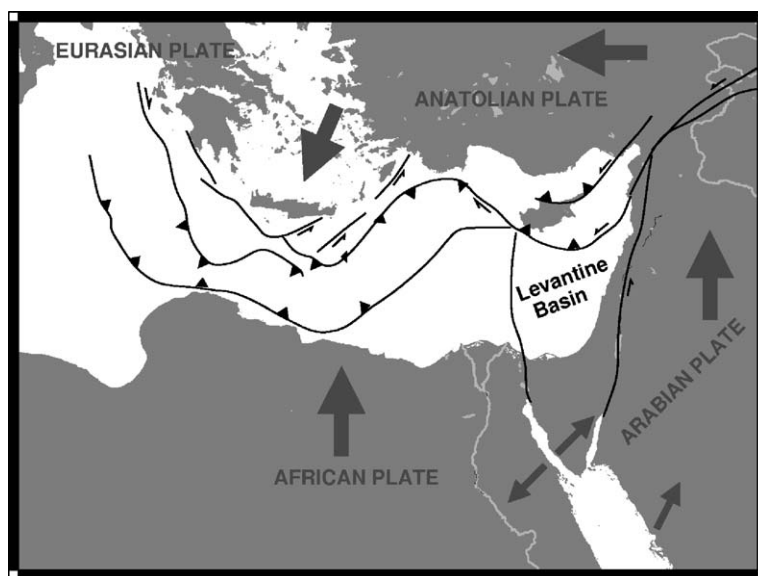 EURASIAN PLATE
ANATOLIAN PLATE
Levantine
Basin
ARABIAN PLATE
AFRICAN PLATE